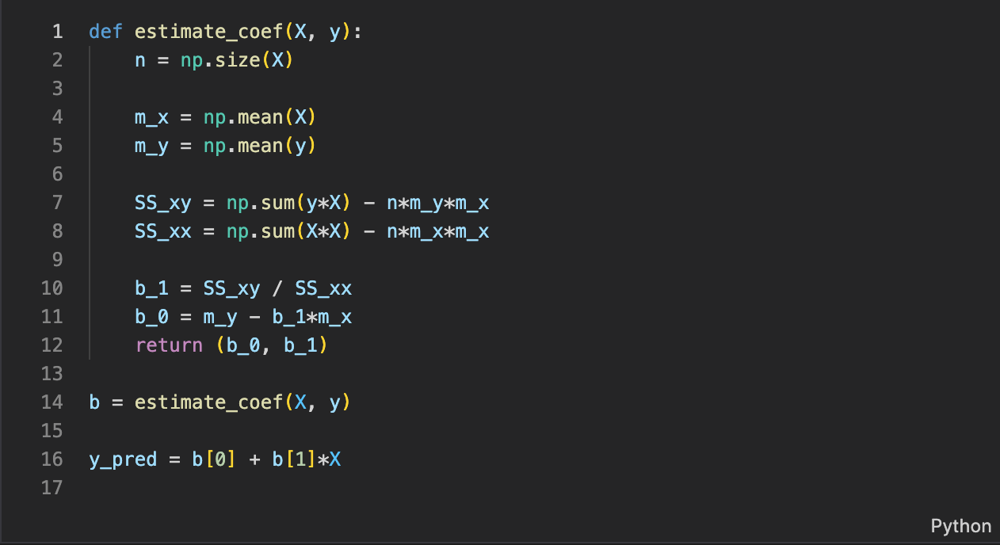 1 def estimate_coef(X, y):
2     n = np.size(X)
3
4     m_x = np.mean(X)
5     m_y = np.mean(y)
6
7     SS_xy = np.sum(y*X) - n*m_y*m_x
8     SS_xx = np.sum(X*X) - n*m_x*m_x
9
10     b_1 = SS_xy / SS_xx
11     b_0 = m_y - b_1*m_x
12     return (b_0, b_1)
13
14 b = estimate_coef(X, y)
15
16 y_pred = b[0] + b[1]*X
17
Python